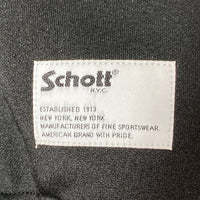 Schott®
N.Y.C.
ESTABLISHED 1913
NEW YORK, NEW YORK
MANUFACTURERS OF FINE SPORTSWEAR.
AMERICAN BRAND WITH PRIDE.